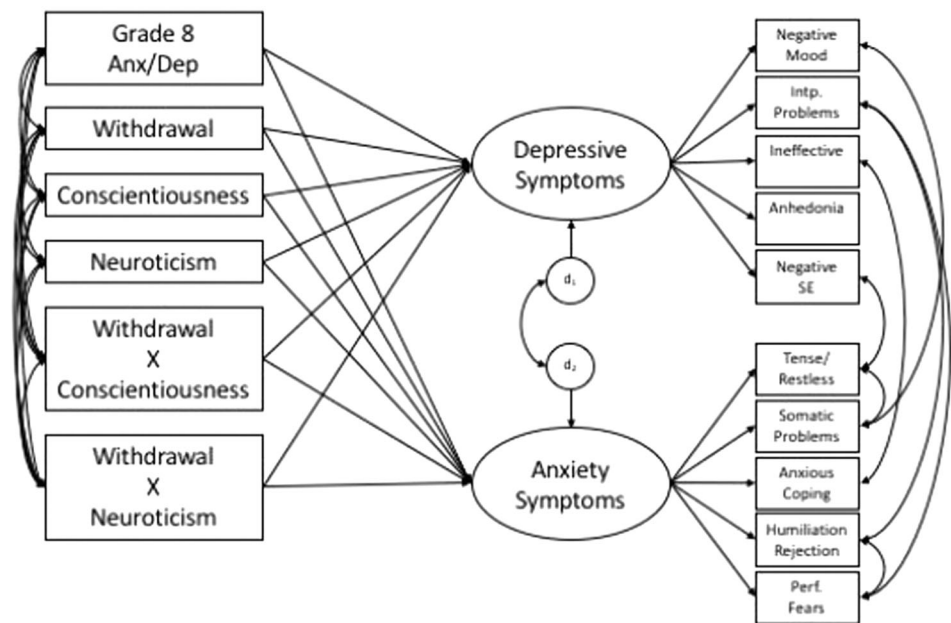 Grade 8
Anx/Dep
Withdrawal
Conscientiousness
Neuroticism
Withdrawal
X
Conscientiousness
Withdrawal
X
Neuroticism
Depressive
Symptoms
d₁
d₂
Anxiety
Symptoms
Negative
Mood
Intp.
Problems
Ineffective
Anhedonia
Negative
SE
Tense/
Restless
Somatic
Problems
Anxious
Coping
Humiliation
Rejection
Perf.
Fears